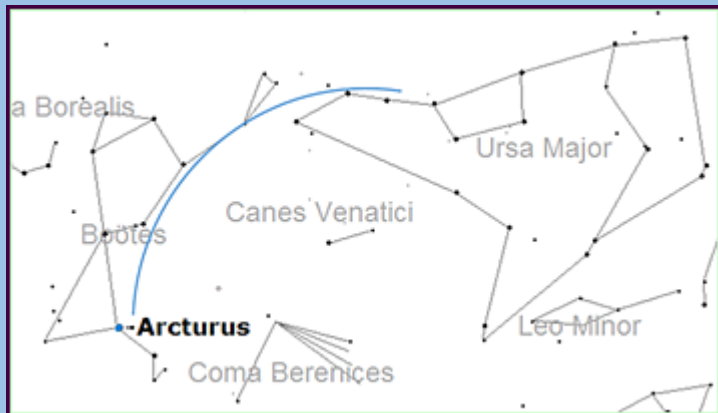 a Borealis
Ursa Major
Canes Venatici
Boötes
Arcturus
Leo Minor
Coma Berenices